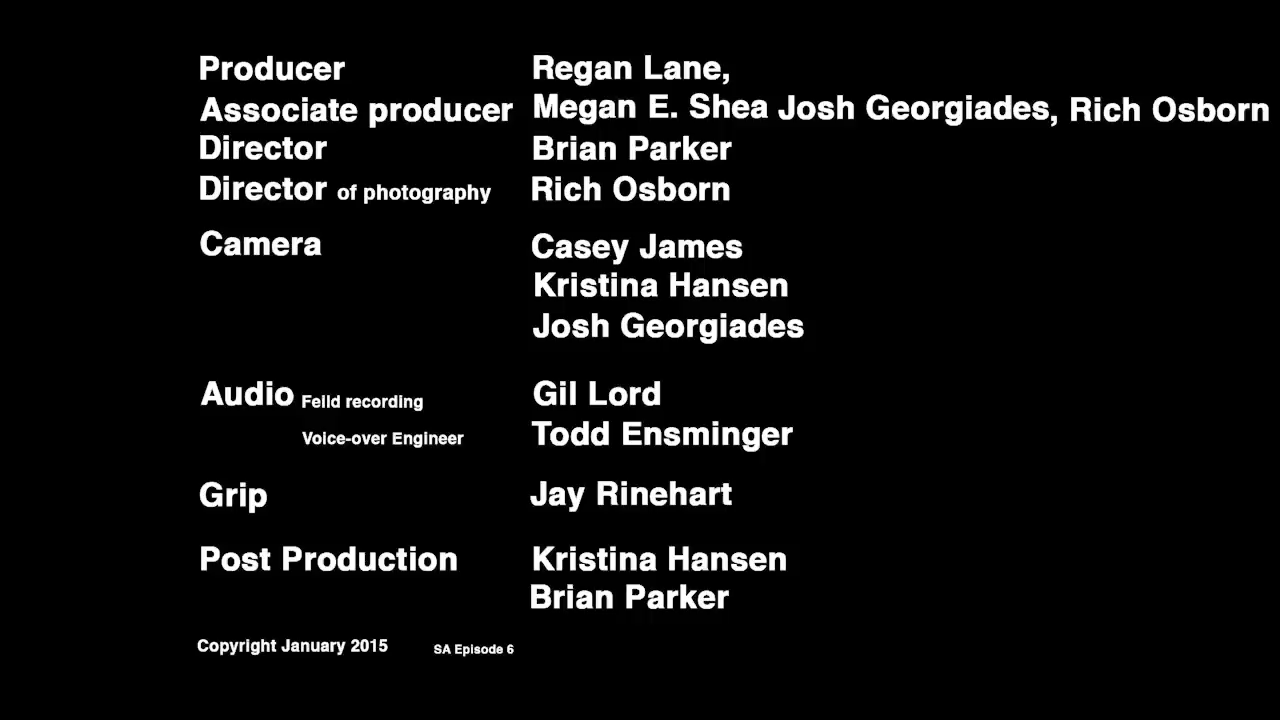 Producer Regan Lane,
Associate producer Megan E. Shea Josh Georgiades, Rich Osborn
Director Brian Parker
Director of photography Rich Osborn
Camera Casey James
Kristina Hansen
Josh Georgiades
Audio Feild recording Gil Lord
Voice-over Engineer Todd Ensminger
Grip Jay Rinehart
Post Production Kristina Hansen
Brian Parker
Copyright January 2015 SA Episode 6